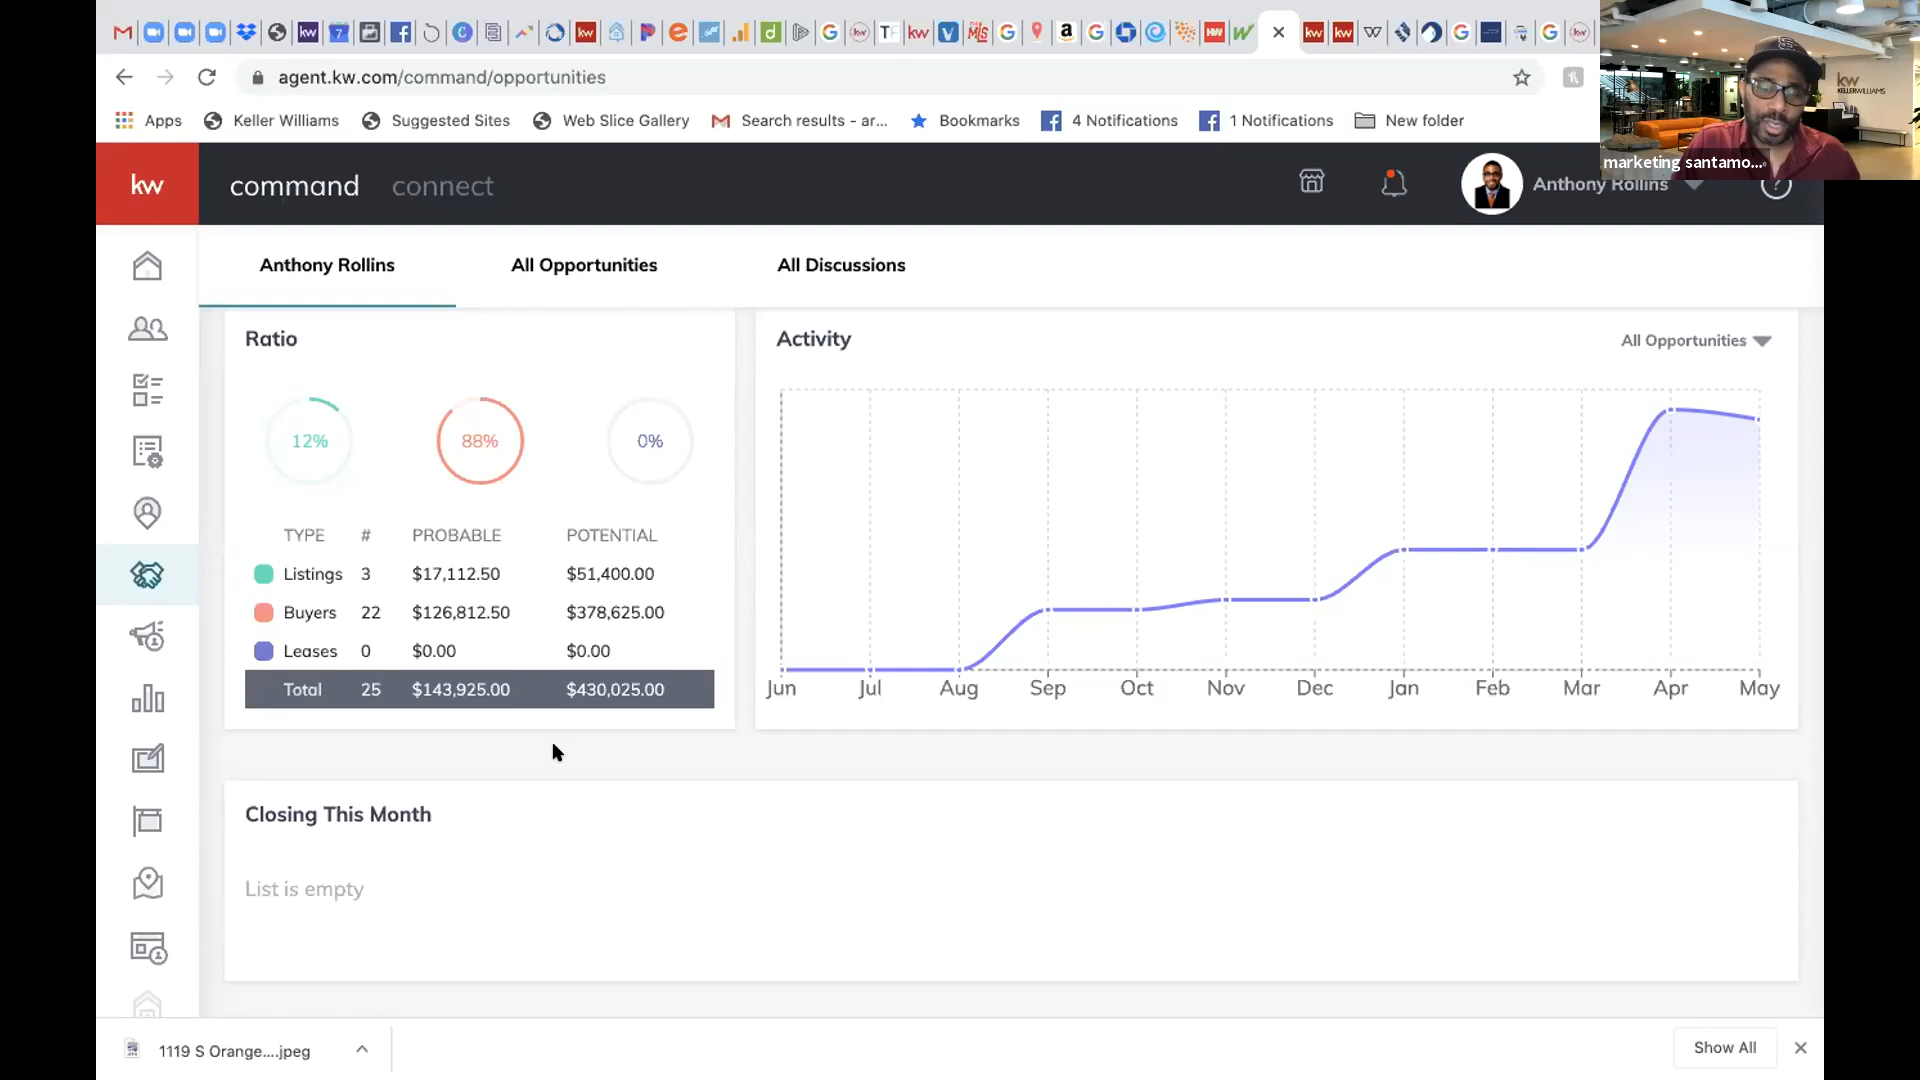 agent.kw.com/command/opportunities
Apps
Keller Williams
Suggested Sites
Web Slice Gallery
Search results - ar...
Bookmarks
4 Notifications
1 Notifications
New folder
kw
KELLERWILLIAMS
marketing santamo...
kw
command
connect
Anthony Rollins
?
Anthony Rollins
All Opportunities
All Discussions
Ratio
12%
88%
0%
TYPE # PROBABLE POTENTIAL
Listings 3 $17,112.50 $51,400.00
Buyers 22 $126,812.50 $378,625.00
Leases 0 $0.00 $0.00
Total 25 $143,925.00 $430,025.00
Activity
All Opportunities
Jun Jul Aug Sep Oct Nov Dec Jan Feb Mar Apr May
Closing This Month
List is empty
1119 S Orange....jpeg
Show All